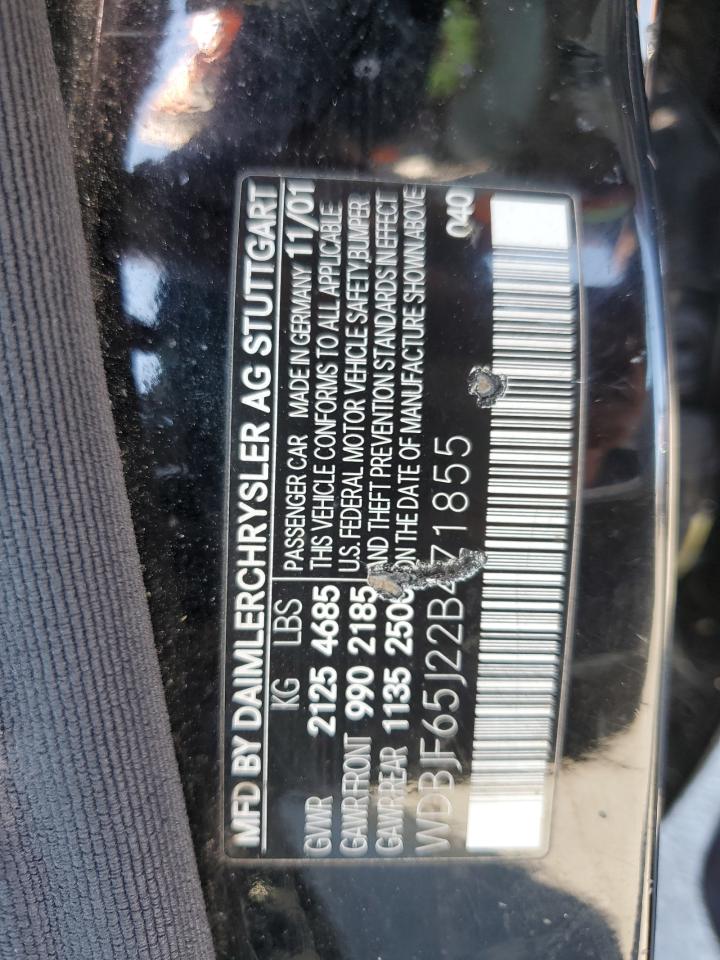 MFD BY DAIMLERCHRYSLER AG STUTTGART
KG LBS
GVWR 2125 4685
GAWR FRONT 990 2185
GAWR REAR 1135
PASSENGER CAR MADE IN GERMANY 11/01
THIS VEHICLE CONFORMS TO ALL APPLICABLE
U.S. FEDERAL MOTOR VEHICLE SAFETY,BUMPER
AND THEFT PREVENTION STANDARDS IN EFFECT
ON THE DATE OF MANUFACTURE SHOWN ABOVE
040